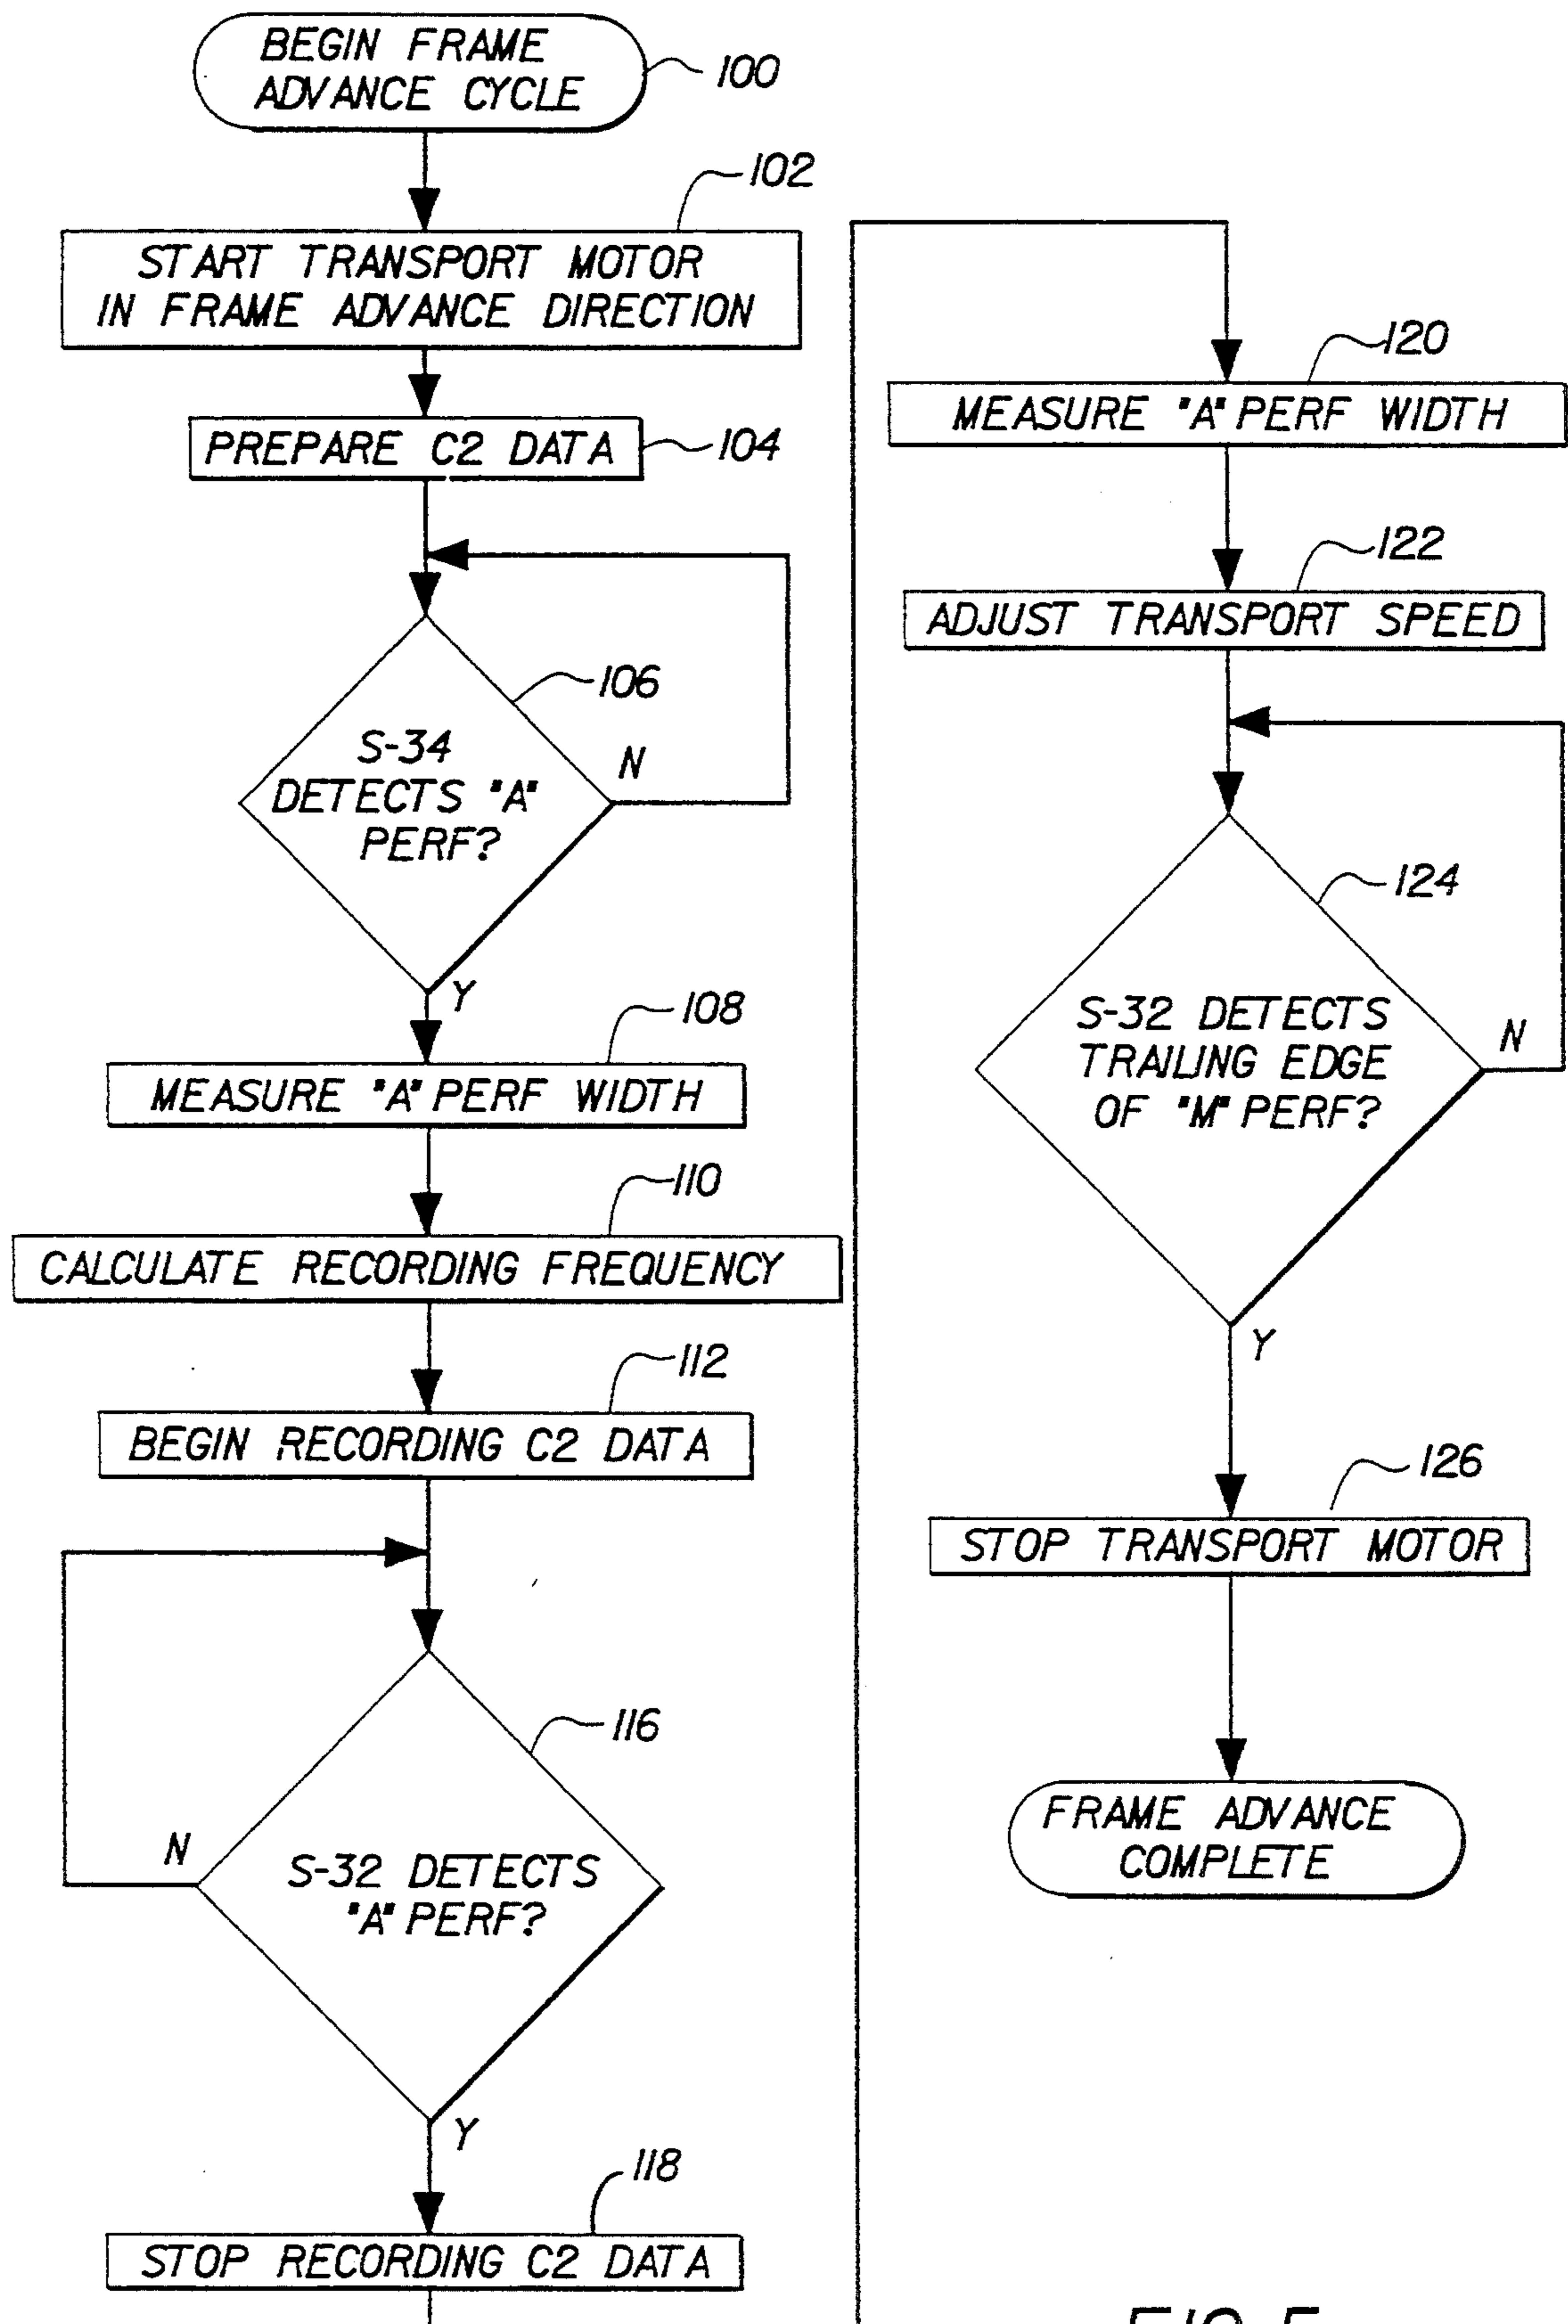 BEGIN FRAME
ADVANCE CYCLE
100
102
START TRANSPORT MOTOR
IN FRAME ADVANCE DIRECTION
PREPARE C2 DATA
104
106
S-34
DETECTS "A"
PERF?
N
Y
108
MEASURE "A" PERF WIDTH
110
CALCULATE RECORDING FREQUENCY
112
BEGIN RECORDING C2 DATA
116
N
S-32 DETECTS
"A" PERF?
Y
118
STOP RECORDING C2 DATA
120
MEASURE "A" PERF WIDTH
122
ADJUST TRANSPORT SPEED
124
S-32 DETECTS
TRAILING EDGE
OF "M" PERF?
N
Y
126
STOP TRANSPORT MOTOR
FRAME ADVANCE
COMPLETE